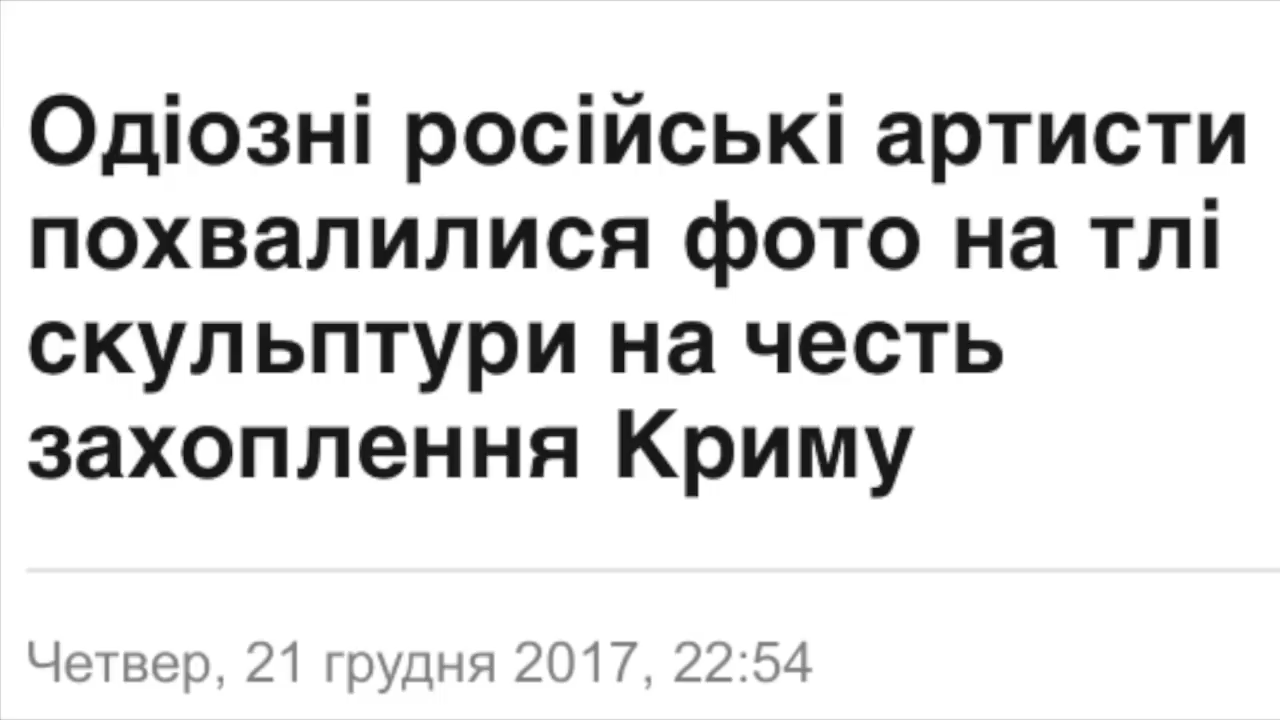 Одіозні російські артисти
похвалилися фото на тлі
скульптури на честь
захоплення Криму
Четвер, 21 грудня 2017, 22:54